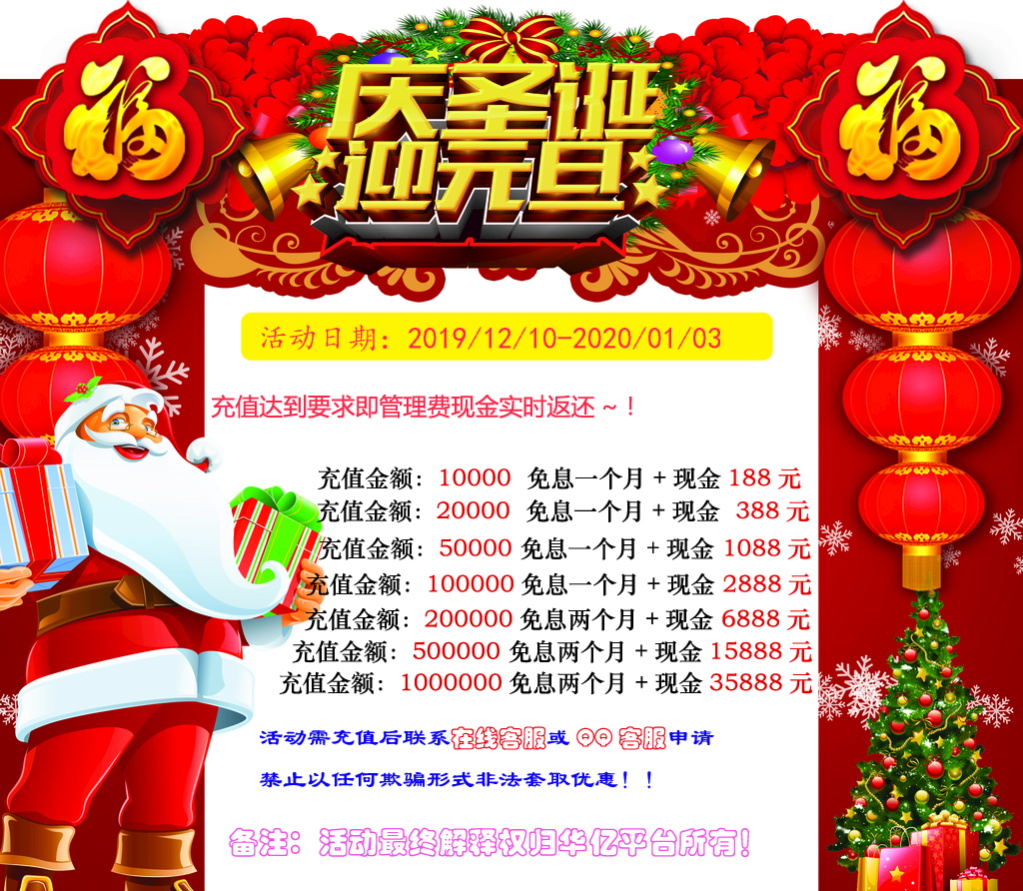 福
福
庆圣诞
迎元旦
活动日期：2019/12/10-2020/01/03
充值达到要求即管理费现金实时返还～！
充值金额：10000 免息一个月+现金 188 元
充值金额：20000 免息一个月+现金 388 元
充值金额：50000 免息一个月+现金 1088 元
充值金额：100000 免息一个月+现金 2888 元
充值金额：200000 免息两个月+现金 6888 元
充值金额：500000 免息两个月+现金 15888 元
充值金额：1000000 免息两个月+现金 35888 元
活动需充值后联系在线客服或 QQ 客服申请
禁止以任何欺骗形式非法套取优惠！！
备注：活动最终解释权归华亿平台所有！